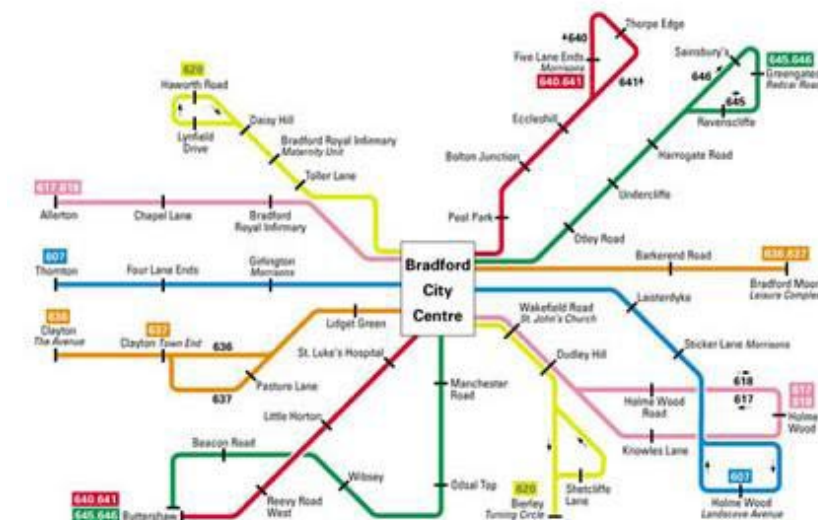 640
Thorpe Edge
Five Lane Ends
Morrisons
640.641
641
Sainsbury's
645.646
Greengates
Redcar Road
646
645
Ravenscliffe
620
Haworth Road
Lynfield
Drive
Daisy Hill
Bradford Royal Infirmary
Maternity Unit
Toller Lane
Eccleshill
Bolton Junction
Peel Park
Harrogate Road
Undercliffe
Otley Road
617.618
Allerton
Chapel Lane
Bradford
Royal Infirmary
607
Thornton
Four Lane Ends
Girlington
Morrisons
Bradford
City
Centre
Barkerend Road
636.637
Bradford Moor
Leisure Complex
636
Clayton
The Avenue
637
Clayton Town End
636
637
Pasture Lane
Lidget Green
St. Luke's Hospital
Little Horton
Wakefield Road
St. John's Church
Dudley Hill
Laisterdyke
Sticker Lane Morrisons
Manchester
Road
618
617
Holme Wood
Road
617
618
Holme
Wood
Knowles Lane
Beacon Road
Wibsey
Odsal Top
Reevy Road
West
640.641
645.646
Buttershaw
620
Bierley
Turning Circle
Shetcliffe
Lane
607
Holme Wood
Landscove Avenue